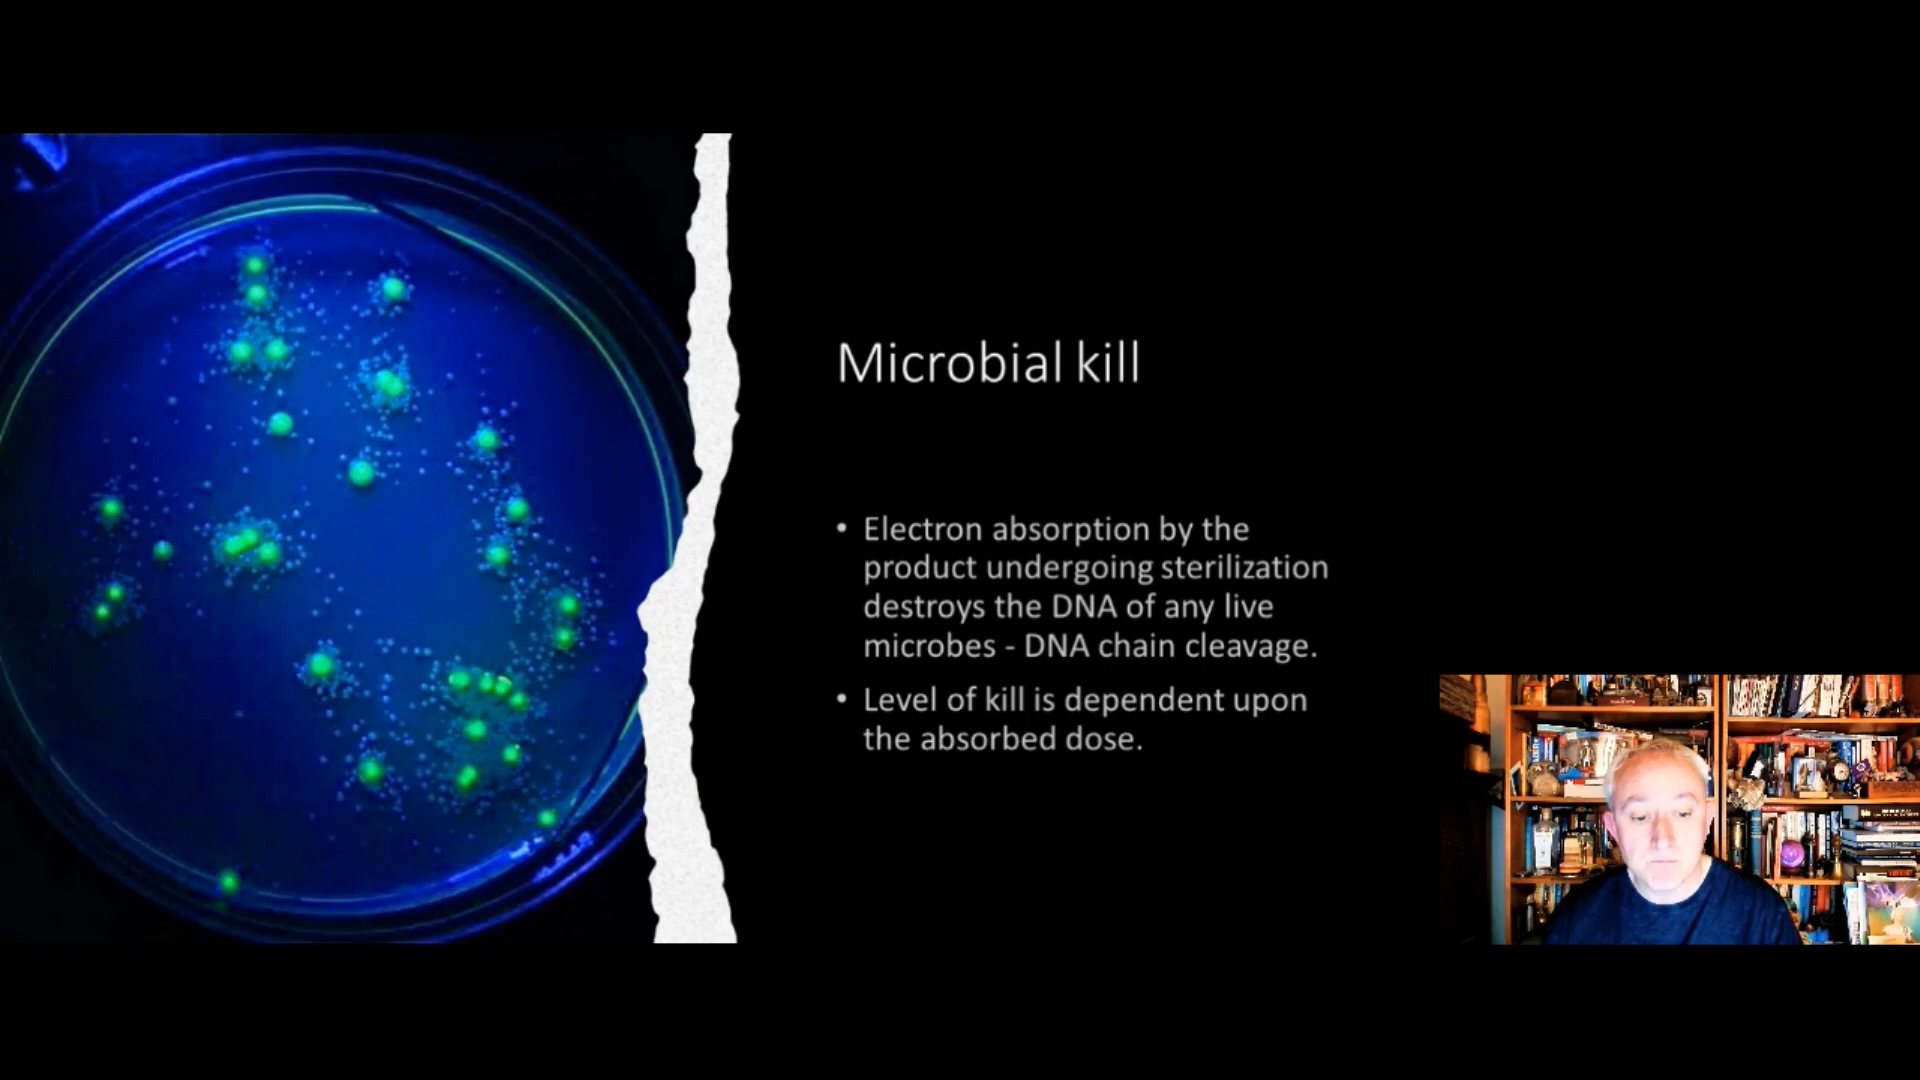 Microbial kill
• Electron absorption by the
product undergoing sterilization
destroys the DNA of any live
microbes - DNA chain cleavage.
• Level of kill is dependent upon
the absorbed dose.